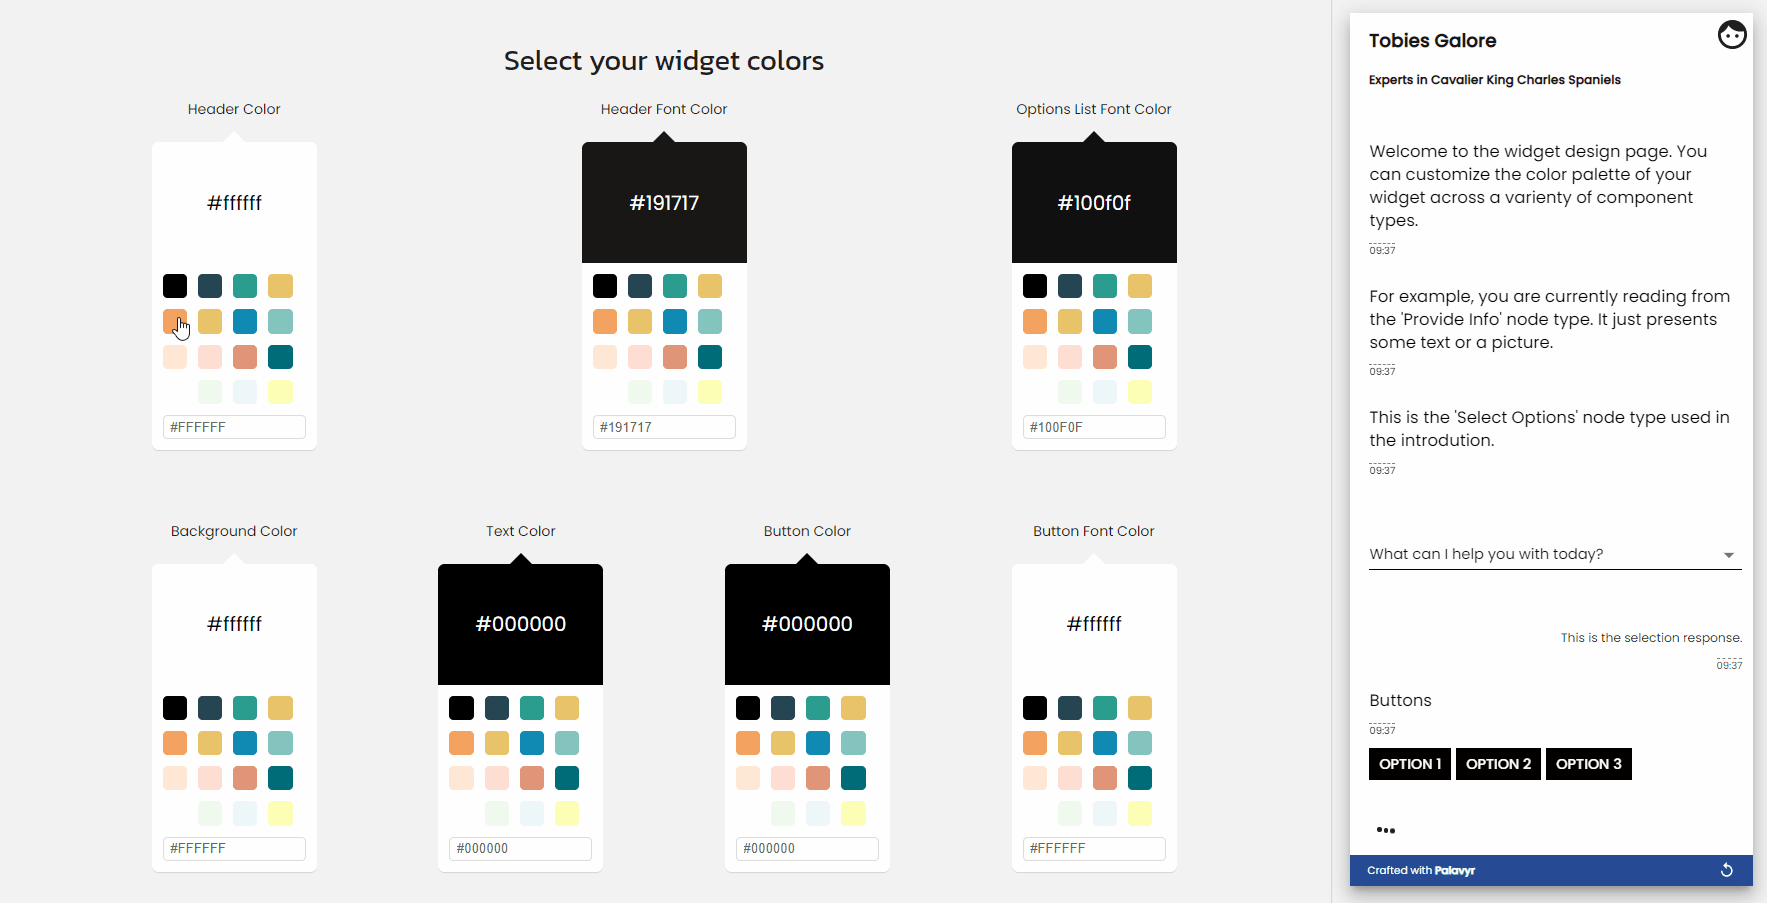 Select your widget colors
Header Color
Header Font Color
Options List Font Color
#ffffff
#191717
#100f0f
#FFFFFF
#191717
#100F0F
Background Color
Text Color
Button Color
Button Font Color
#ffffff
#000000
#000000
#ffffff
#FFFFFF
#000000
#000000
#FFFFFF
Tobies Galore
Experts in Cavalier King Charles Spaniels
Welcome to the widget design page. You
can customize the color palette of your
widget across a varienty of component
types.
09:37
For example, you are currently reading from
the 'Provide Info' node type. It just presents
some text or a picture.
09:37
This is the 'Select Options' node type used in
the introdution.
09:37
What can I help you with today?
This is the selection response.
09:37
Buttons
09:37
OPTION 1 OPTION 2 OPTION 3
Crafted with Palavyr